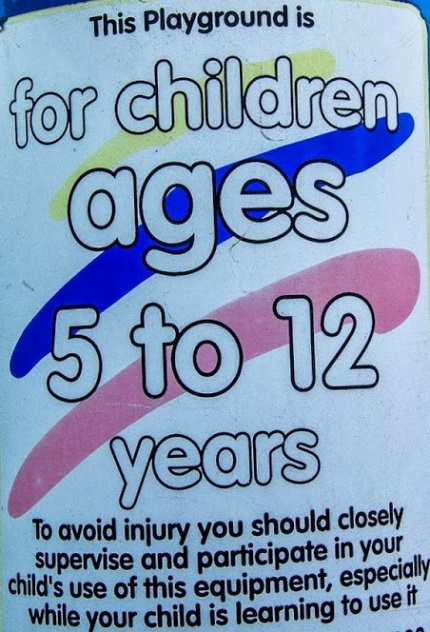 This Playground is
for children
ages
5 to 12
years
To avoid injury you should closely
supervise and participate in your
child's use of this equipment, especially
while your child is learning to use it